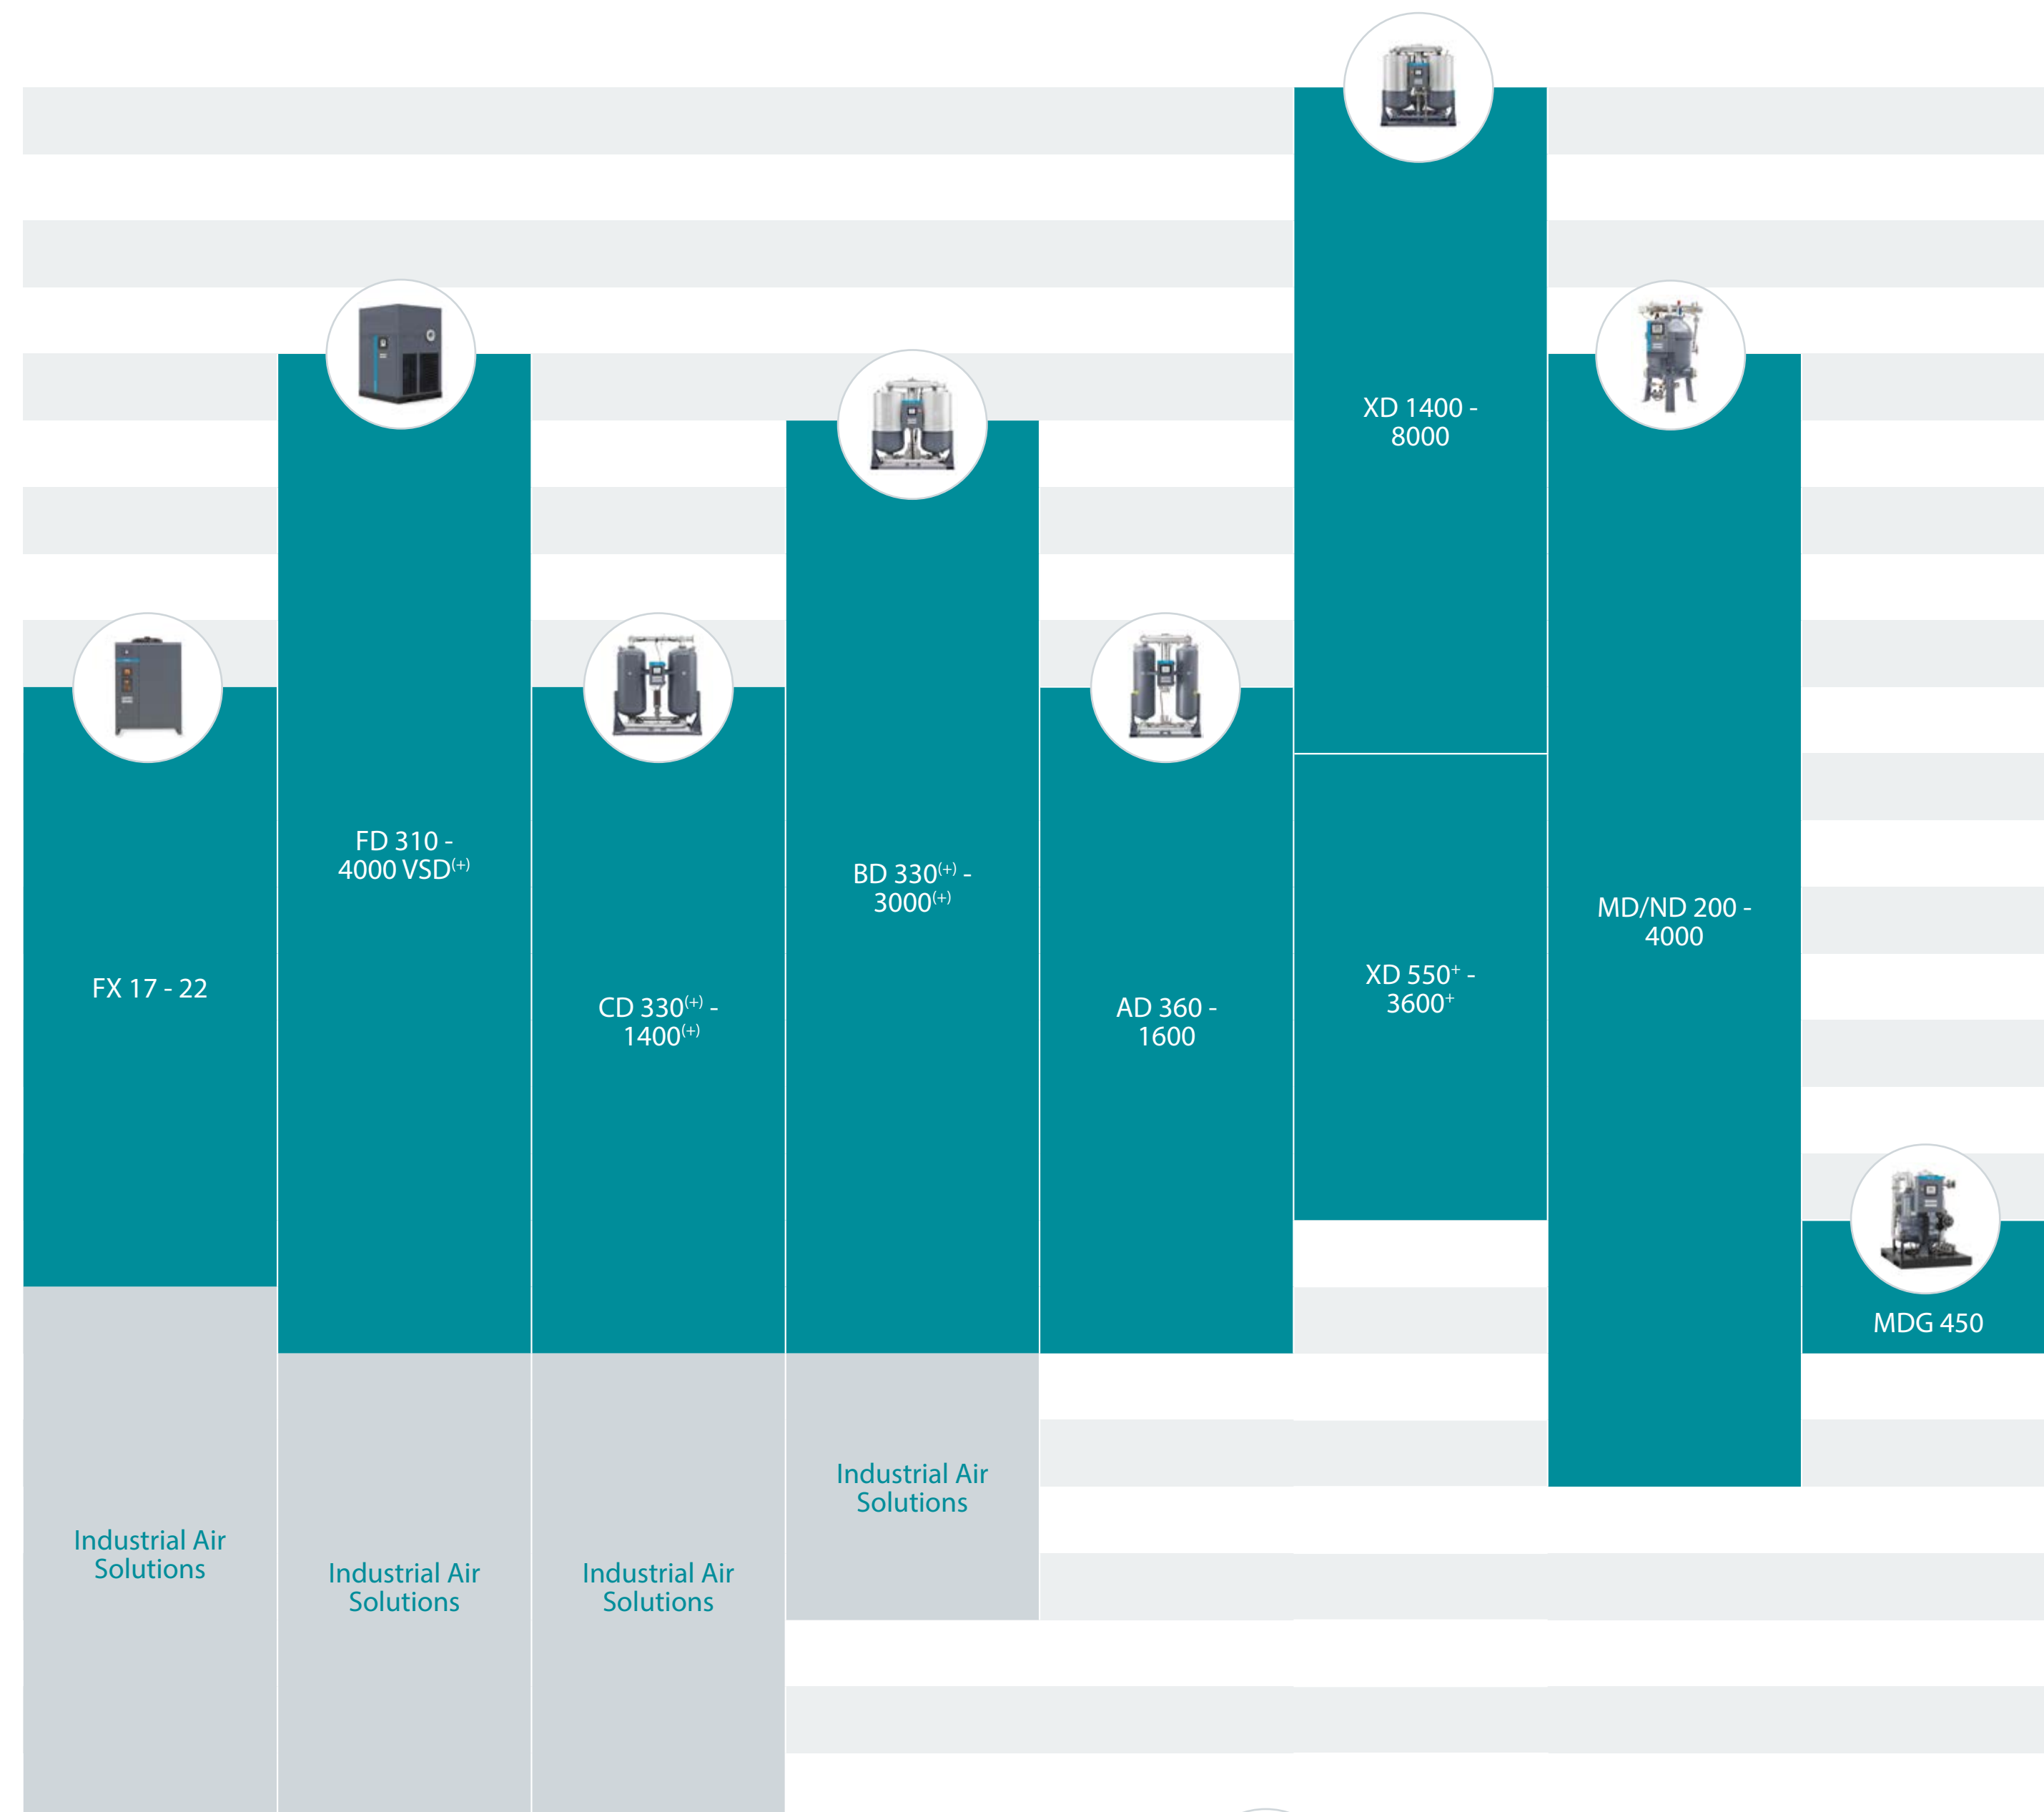 XD 1400 -
8000
FD 310 -
4000 VSD(+)
BD 330(+) -
3000(+)
MD/ND 200 -
4000
FX 17 - 22
CD 330(+) -
1400(+)
AD 360 -
1600
XD 550+ -
3600+
MDG 450
Industrial Air
Solutions
Industrial Air
Solutions
Industrial Air
Solutions
Industrial Air
Solutions